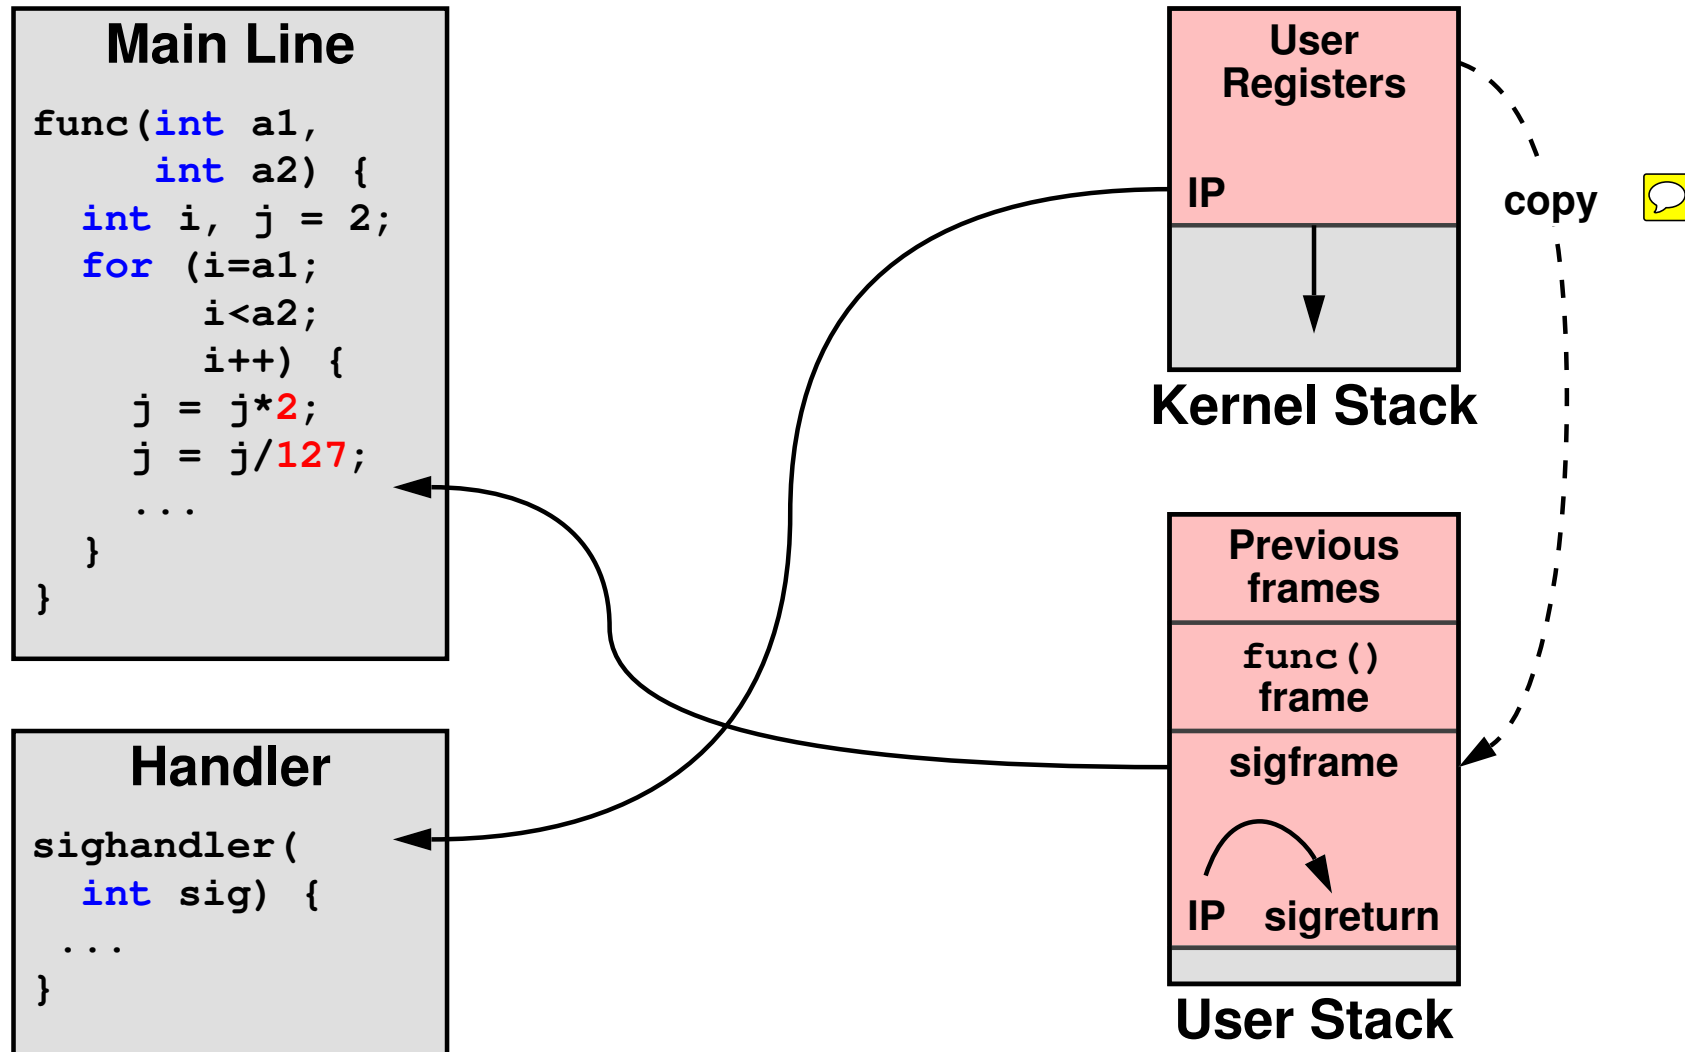 Main Line
func(int a1,
     int a2) {
  int i, j = 2;
  for (i=a1;
       i<a2;
       i++) {
    j = j*2;
    j = j/127;
    ...
  }
}
Handler
sighandler(
  int sig) {
 ...
}
User
Registers
IP
copy
Kernel Stack
Previous
frames
func()
frame
sigframe
IP sigreturn
User Stack